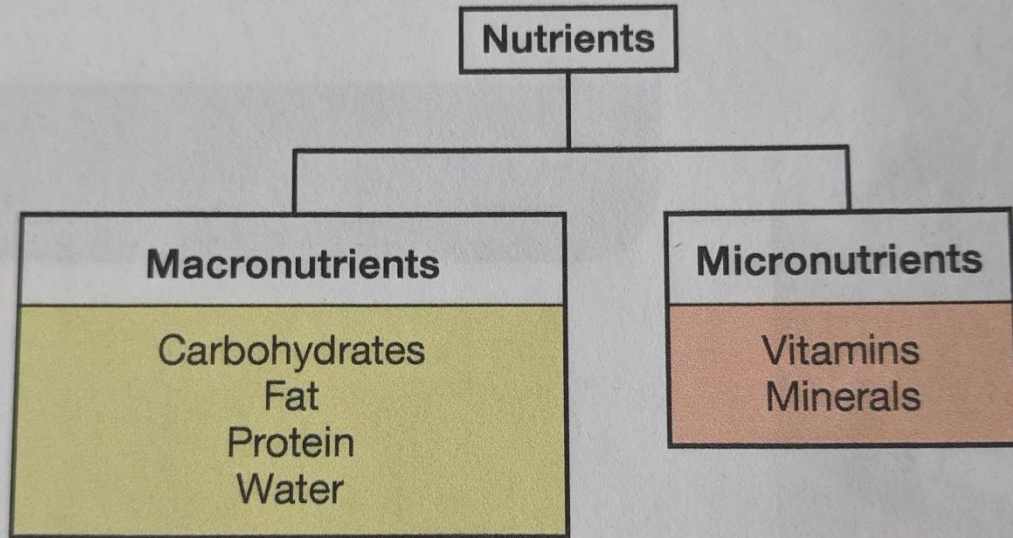 Nutrients
Macronutrients
Carbohydrates
Fat
Protein
Water
Micronutrients
Vitamins
Minerals